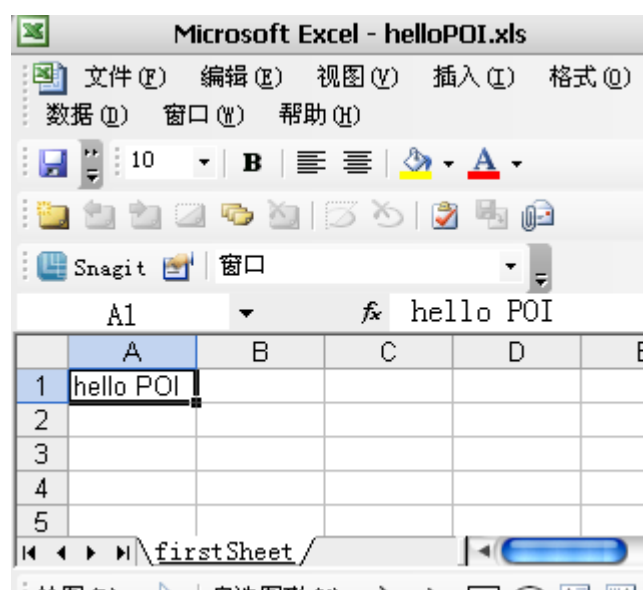 Microsoft Excel - helloPOI.xls
文件(F) 编辑(E) 视图(V) 插入(I) 格式(O)
数据(D) 窗口(W) 帮助(H)
10 B A
Snagit 窗口
A1 fx hello POI
A B C D E
1 hello POI
2
3
4
5
firstSheet